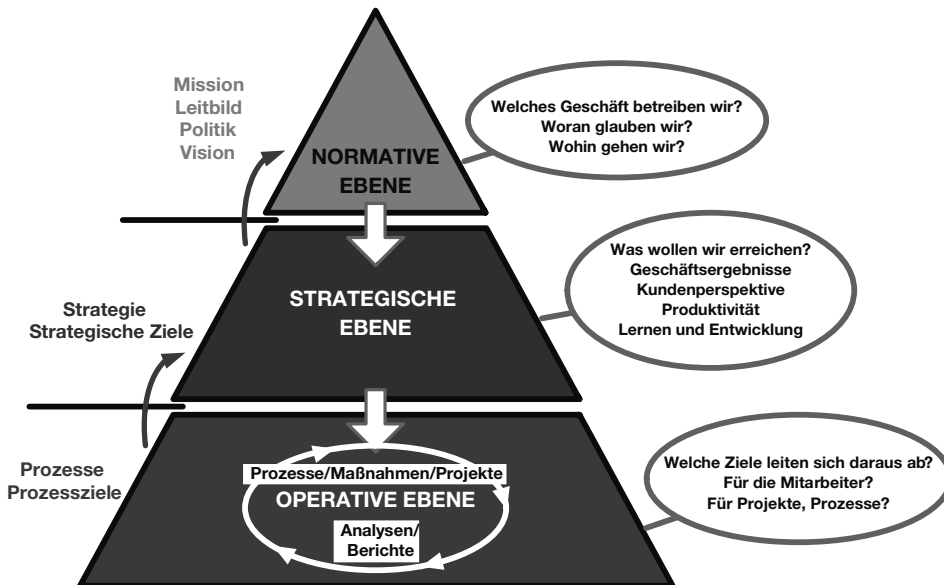 Mission
Leitbild
Politik
Vision
NORMATIVE
EBENE
Welches Geschäft betreiben wir?
Woran glauben wir?
Wohin gehen wir?
Strategie
Strategische Ziele
STRATEGISCHE
EBENE
Was wollen wir erreichen?
Geschäftsergebnisse
Kundenperspektive
Produktivität
Lernen und Entwicklung
Prozesse
Prozessziele
Prozesse/Maßnahmen/Projekte
OPERATIVE EBENE
Analysen/
Berichte
Welche Ziele leiten sich daraus ab?
Für die Mitarbeiter?
Für Projekte, Prozesse?